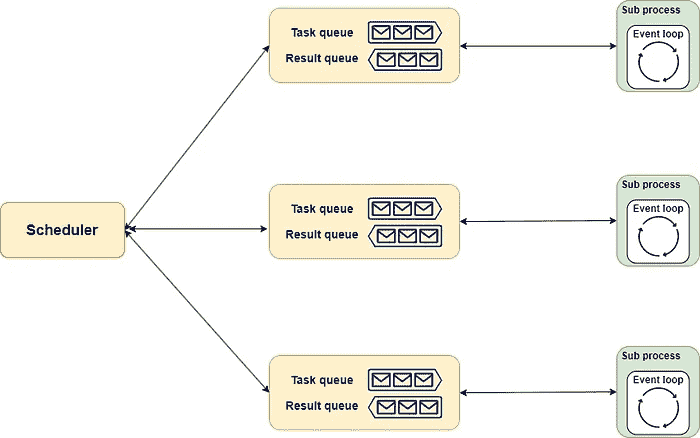 Sub process
Event loop
Task queue
Result queue
Sub process
Event loop
Task queue
Result queue
Scheduler
Sub process
Event loop
Task queue
Result queue